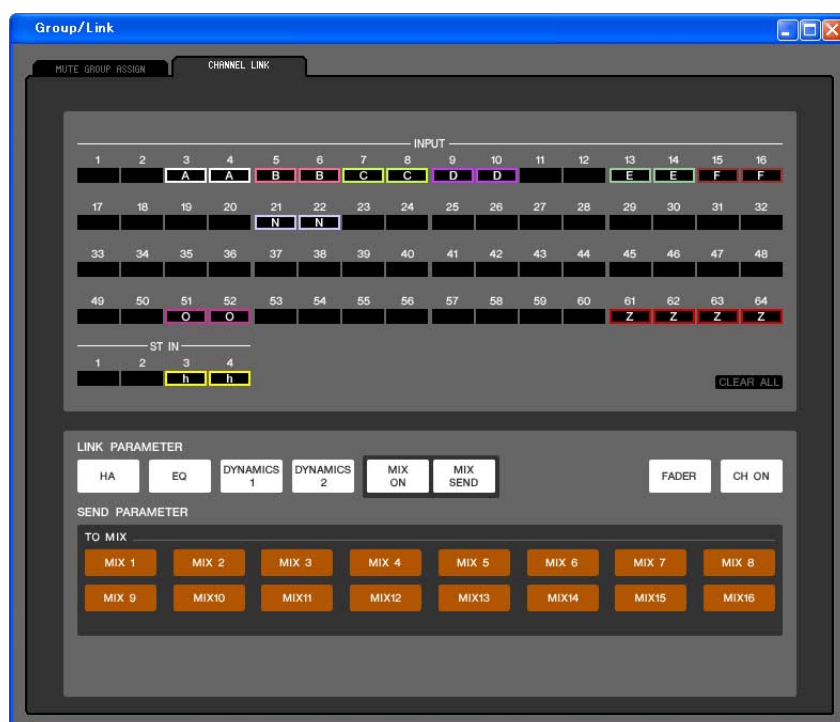 Group/Link
MUTE GROUP ASSIGN CHANNEL LINK
INPUT
1 2 3 4 5 6 7 8 9 10 11 12 13 14 15 16
A A B B C C D D E E F F
17 18 19 20 21 22 23 24 25 26 27 28 29 30 31 32
N N
33 34 35 36 37 38 39 40 41 42 43 44 45 46 47 48
49 50 51 52 53 54 55 56 57 58 59 60 61 62 63 64
O O Z Z Z Z
ST IN
1 2 3 4
h h CLEAR ALL
LINK PARAMETER
HA EQ DYNAMICS 1 DYNAMICS 2 MIX ON MIX SEND FADER CH ON
SEND PARAMETER
TO MIX
MIX 1 MIX 2 MIX 3 MIX 4 MIX 5 MIX 6 MIX 7 MIX 8
MIX 9 MIX10 MIX11 MIX12 MIX13 MIX14 MIX15 MIX16